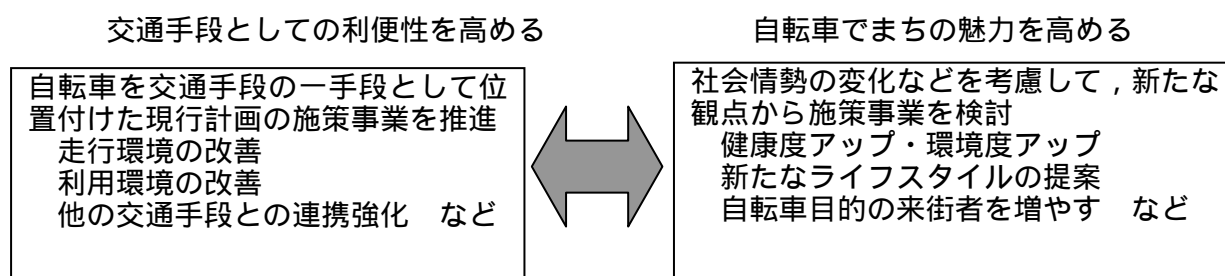 交通手段としての利便性を高める
自転車を交通手段の一手段として位
置付けた現行計画の施策事業を推進
走行環境の改善
利用環境の改善
他の交通手段との連携強化　など
自転車でまちの魅力を高める
社会情勢の変化などを考慮して，新たな
観点から施策事業を検討
健康度アップ・環境度アップ
新たなライフスタイルの提案
自転車目的の来街者を増やす　など